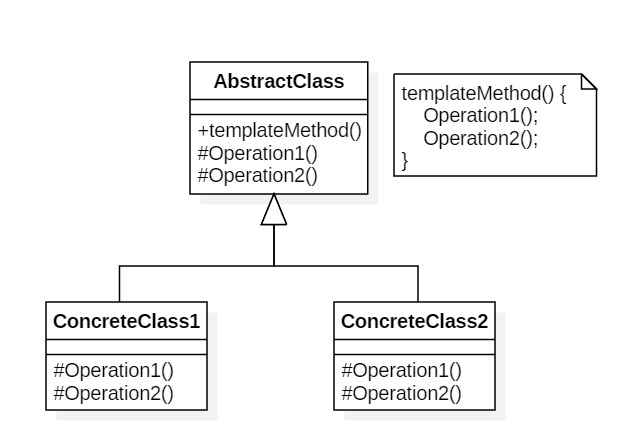 AbstractClass
+templateMethod()
#Operation1()
#Operation2()
templateMethod() {
Operation1();
Operation2();
}
ConcreteClass1
#Operation1()
#Operation2()
ConcreteClass2
#Operation1()
#Operation2()